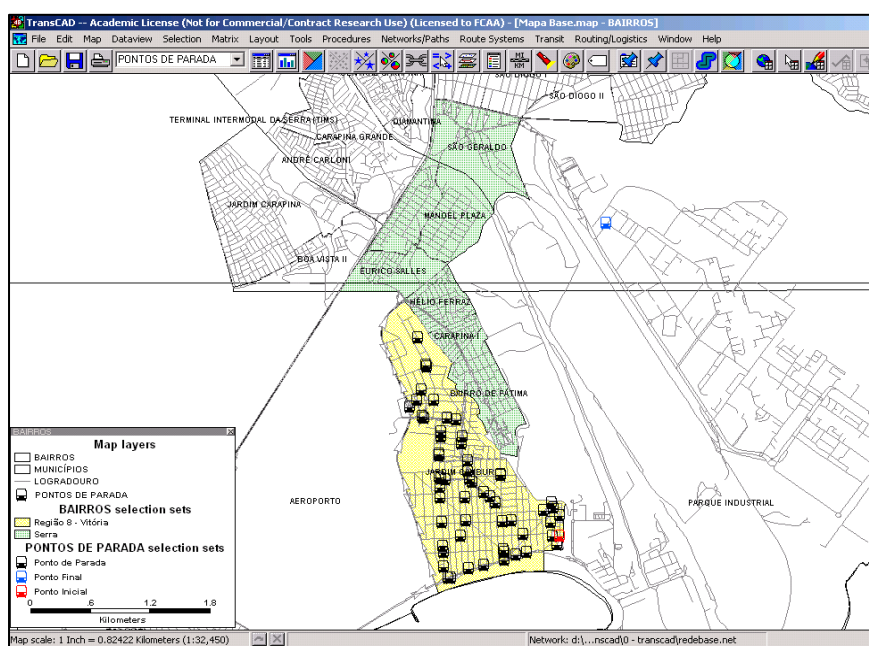 TransCAD -- Academic License (Not for Commercial/Contract Research Use) (Licensed to FCAA) - [Mapa Base.map - BAIRROS]
File Edit Map Dataview Selection Matrix Layout Tools Procedures Networks/Paths Route Systems Transit Routing/Logistics Window Help
PONTOS DE PARADA
SÃO DIOGO II
TERMINAL INTERMODAL DA SERRA (TIMS)
DIAMANTINA
CARAPINA GRANDE
SÃO GERALDO
ANDRÉ CARLONI
JARDIM CARAPINA
MANOEL PLAZA
BOA VISTA II
EURICO SALLES
HÉLIO FERRAZ
CARAPINA I
BAIRRO DE FÁTIMA
JARDIM CAMBURI
AEROPORTO
PARQUE INDUSTRIAL
BAIRROS
Map layers
BAIRROS
MUNICÍPIOS
LOGRADOURO
PONTOS DE PARADA
BAIRROS selection sets
Região 8 - Vitória
Serra
PONTOS DE PARADA selection sets
Ponto de Parada
Ponto Final
Ponto Inicial
0 .6 1.2 1.8
Kilometers
Map scale: 1 Inch = 0.82422 Kilometers (1:32,450)
Network: d:\...nscad\0 - transcad\redebase.net